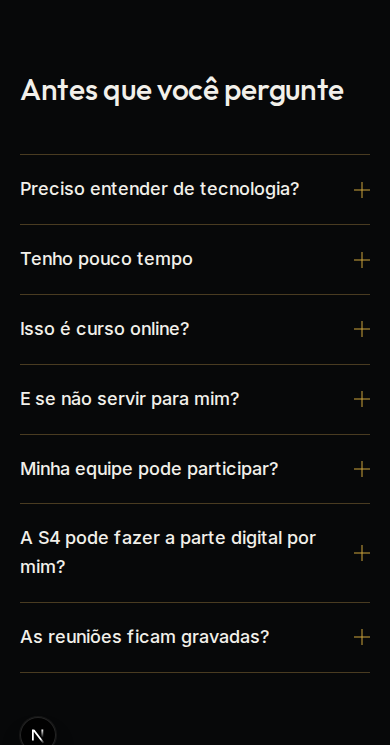 Antes que você pergunte
Preciso entender de tecnologia?
Tenho pouco tempo
Isso é curso online?
E se não servir para mim?
Minha equipe pode participar?
A S4 pode fazer a parte digital por
mim?
As reuniões ficam gravadas?
N